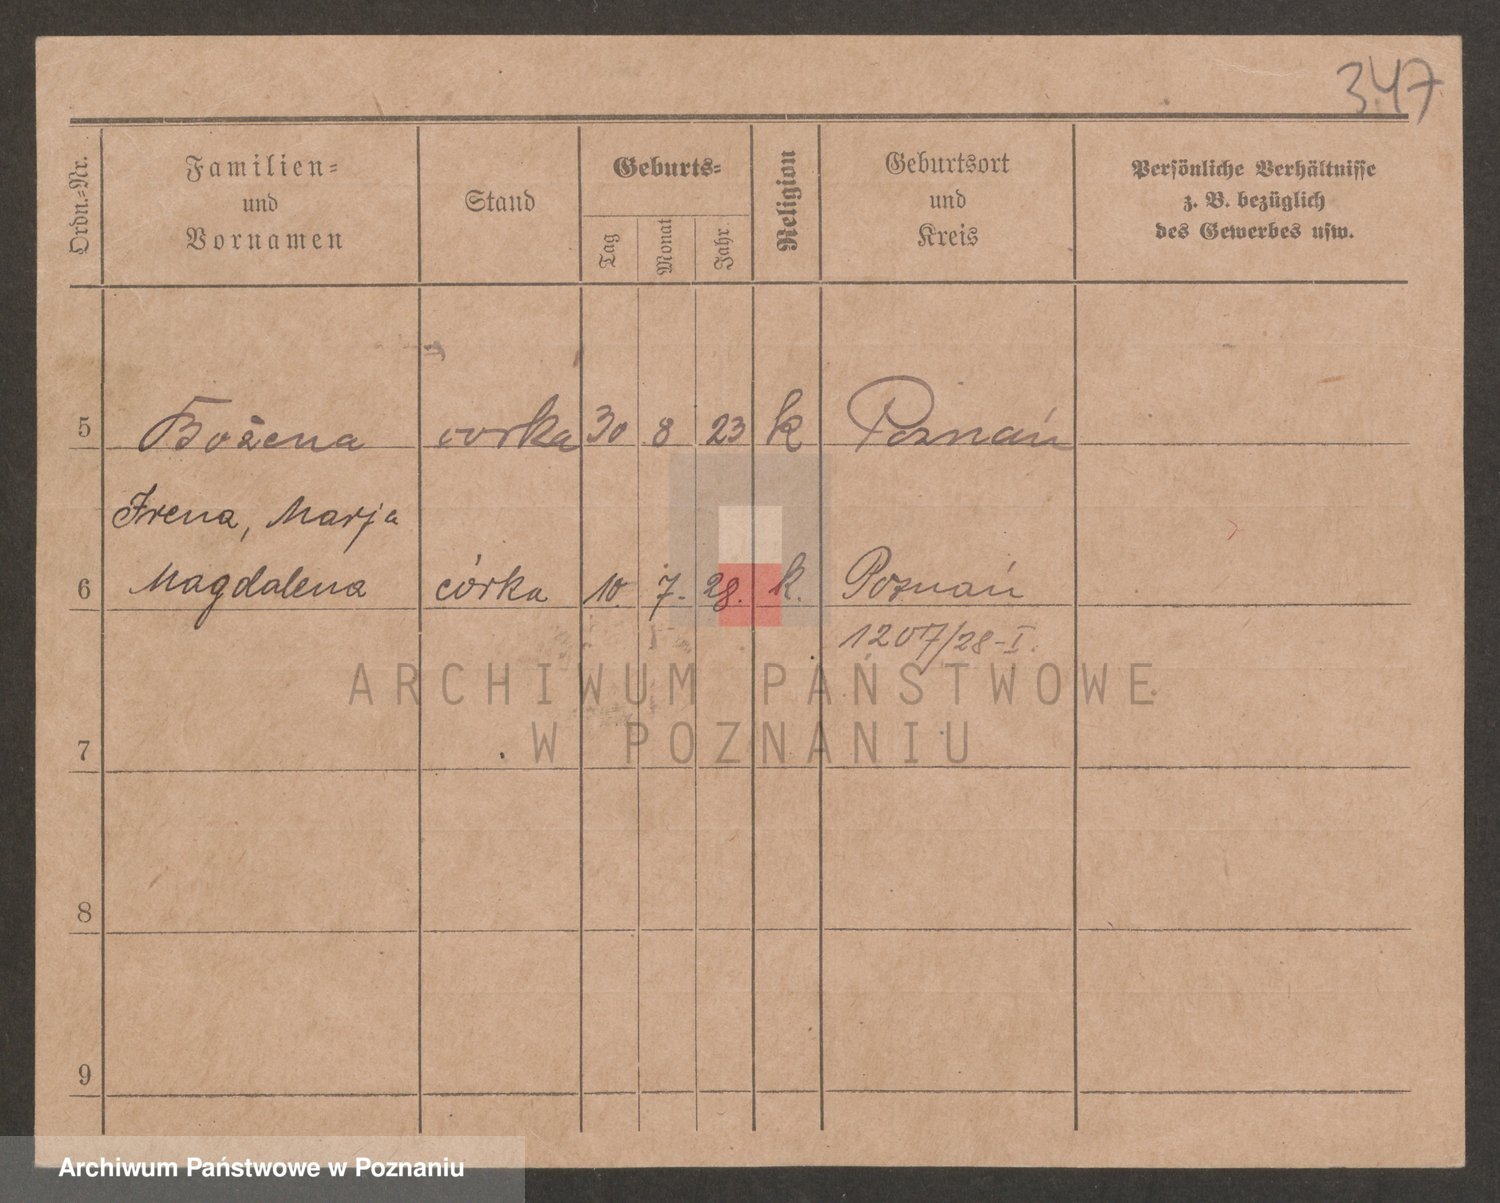 347
Ordn.-Nr.
Familien-
und
Vornamen
Stand
Geburts-
Tag
Monat
Jahr
Religion
Geburtsort
und
Kreis
Persönliche Verhältnisse
z. B. bezüglich
des Gewerbes usw.
5 Bożena corka 30 8 23 k Poznań
Irena, Marja
6 Magdalena córka 10. 7. 28. k. Poznań
1207/28-I.
ARCHIWUM PAŃSTWOWE
W POZNANIU
7
8
9
Archiwum Państwowe w Poznaniu